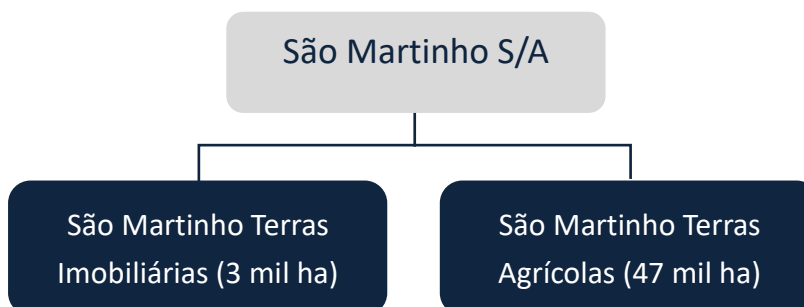 São Martinho S/A
São Martinho Terras
Imobiliárias (3 mil ha)
São Martinho Terras
Agrícolas (47 mil ha)